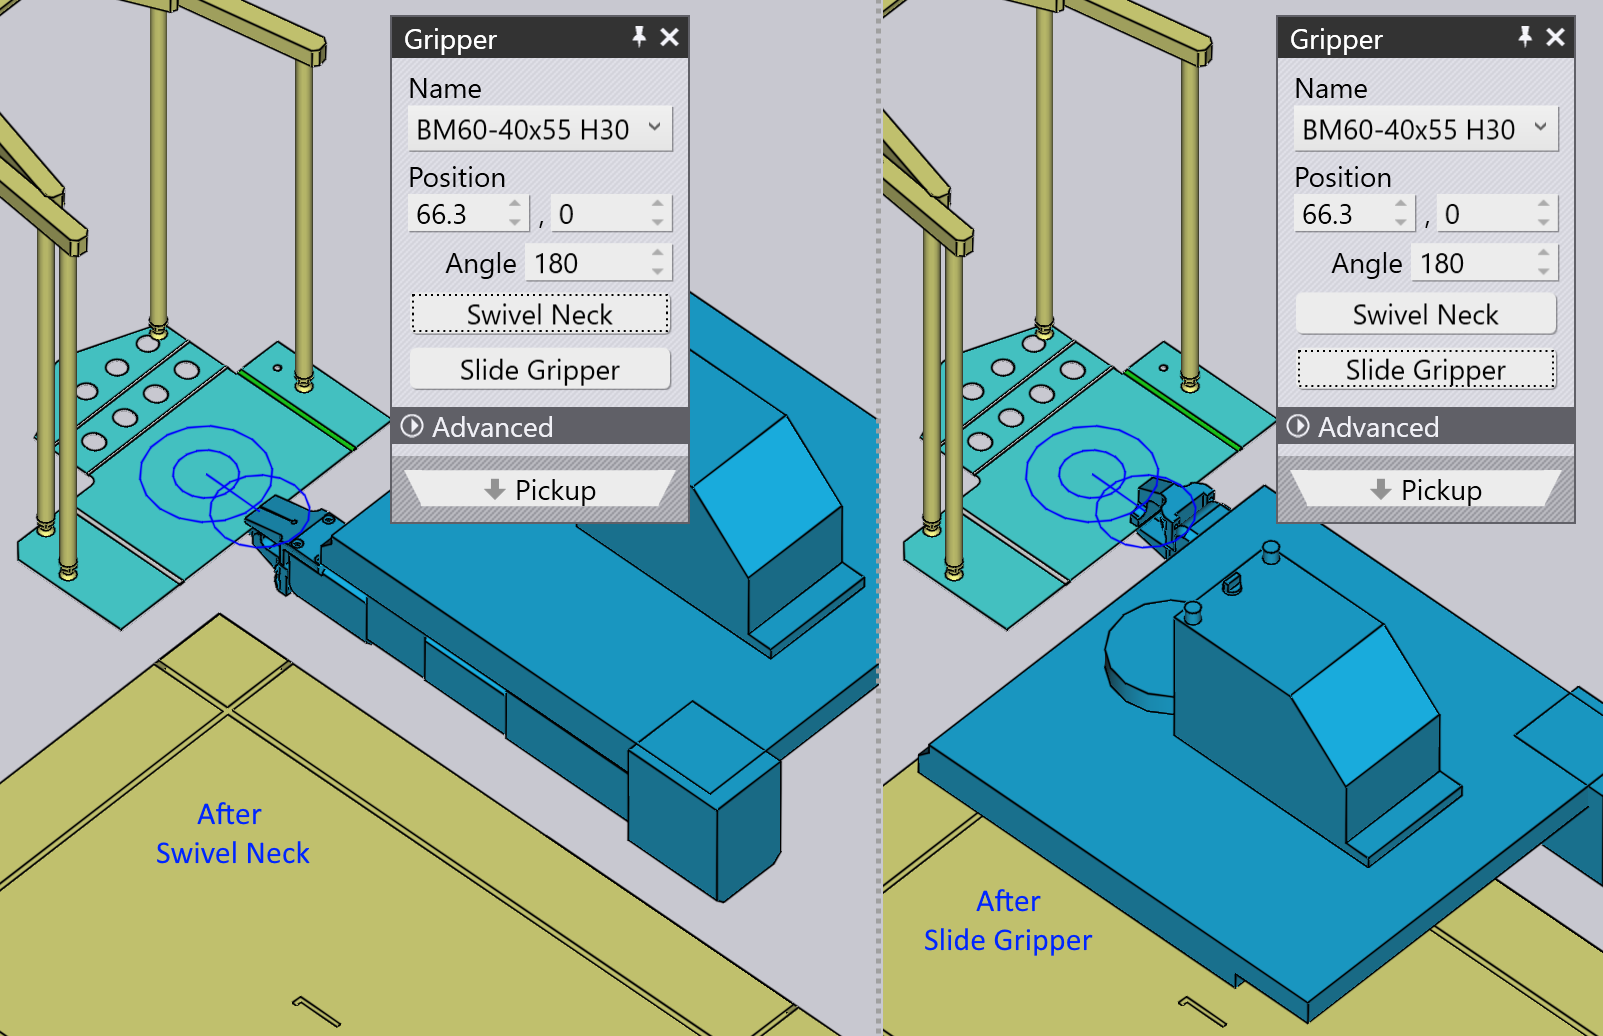 Gripper
Name
BM60-40x55 H30
Position
66.3 , 0
Angle 180
Swivel Neck
Slide Gripper
Advanced
Pickup
After
Swivel Neck
Gripper
Name
BM60-40x55 H30
Position
66.3 , 0
Angle 180
Swivel Neck
Slide Gripper
Advanced
Pickup
After
Slide Gripper